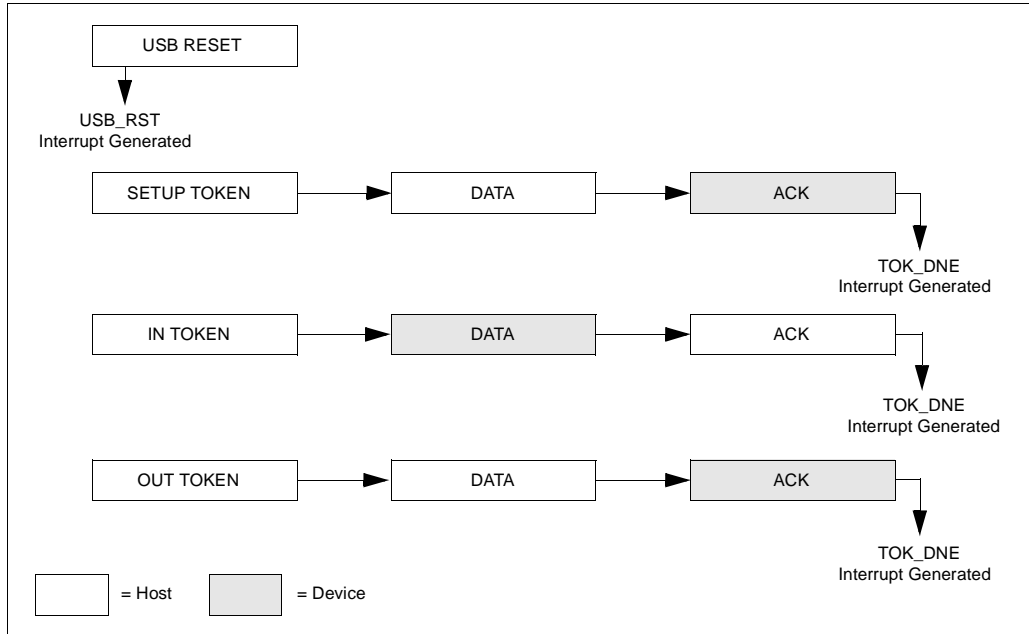 USB RESET
USB_RST
Interrupt Generated
SETUP TOKEN
DATA
ACK
TOK_DNE
Interrupt Generated
IN TOKEN
DATA
ACK
TOK_DNE
Interrupt Generated
OUT TOKEN
DATA
ACK
TOK_DNE
Interrupt Generated
= Host
= Device